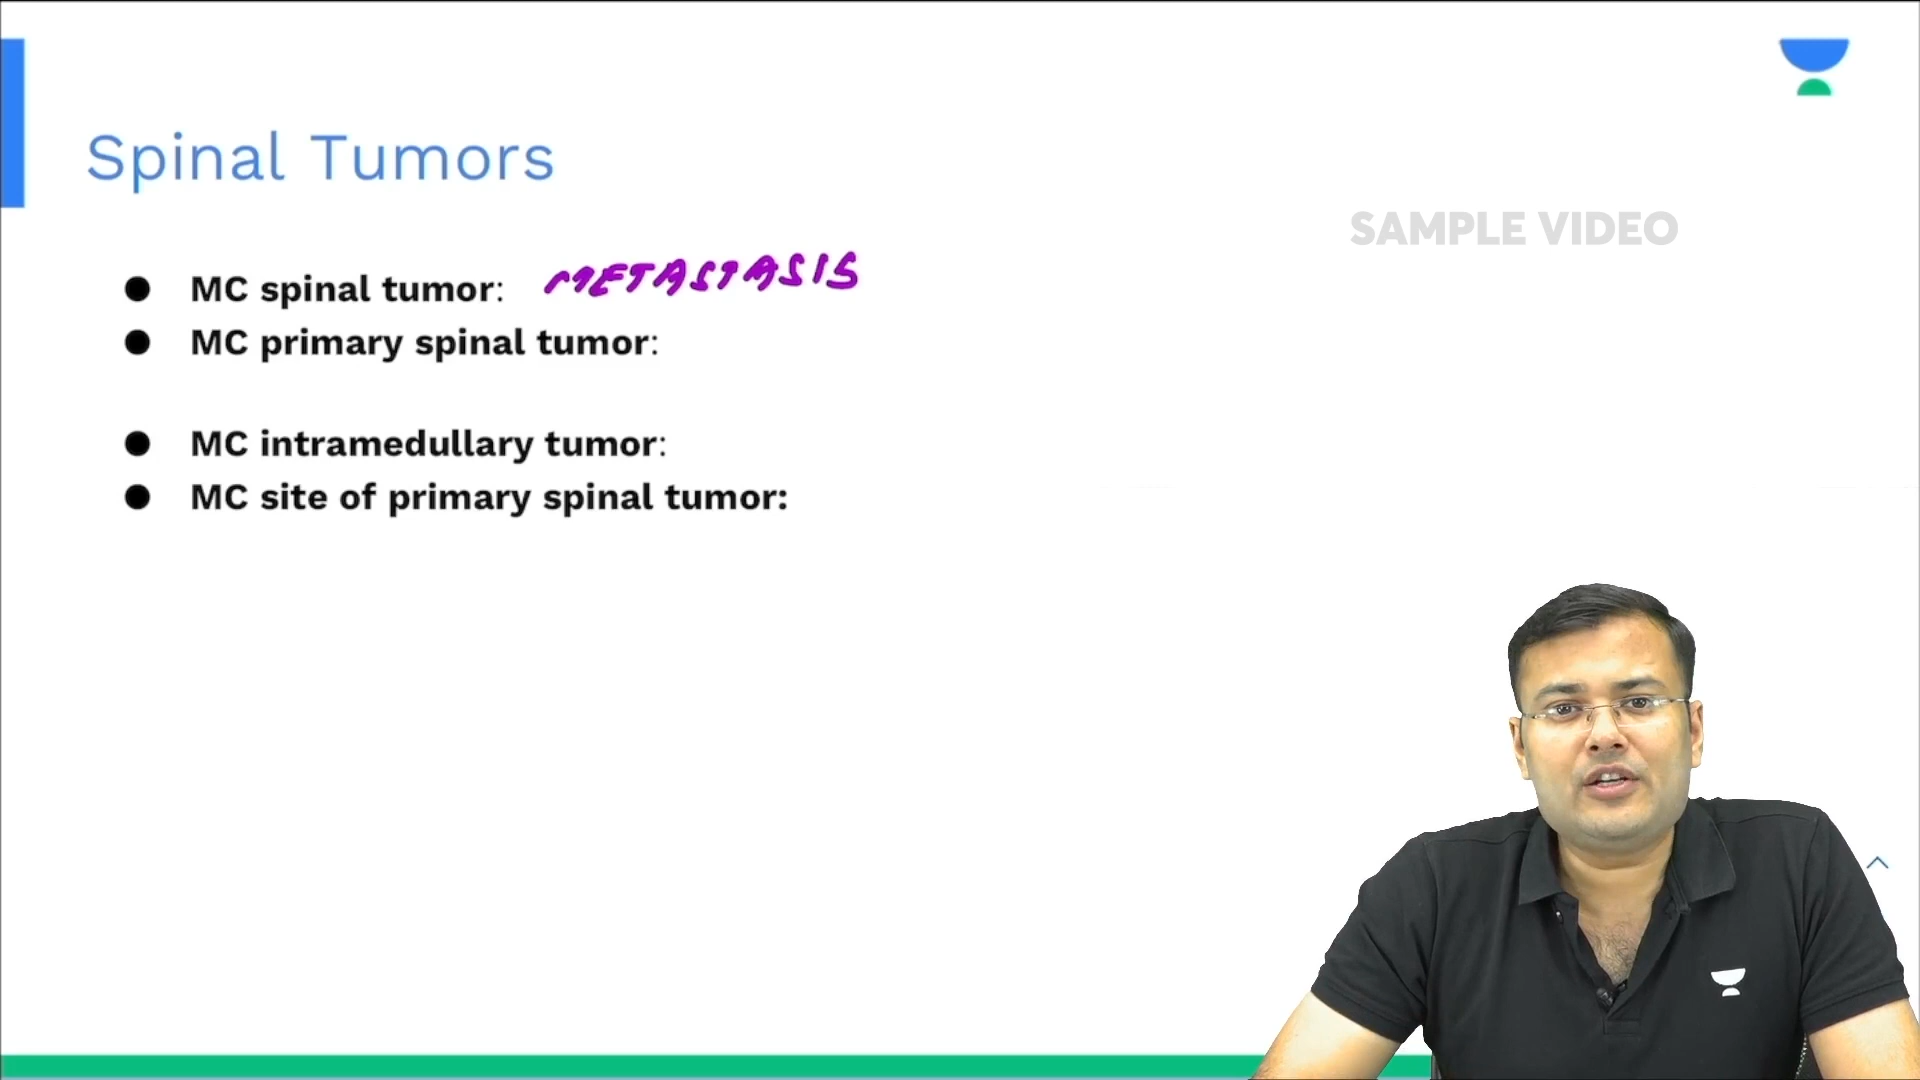 Spinal Tumors
SAMPLE VIDEO
● MC spinal tumor: METASTASIS
● MC primary spinal tumor:
● MC intramedullary tumor:
● MC site of primary spinal tumor: